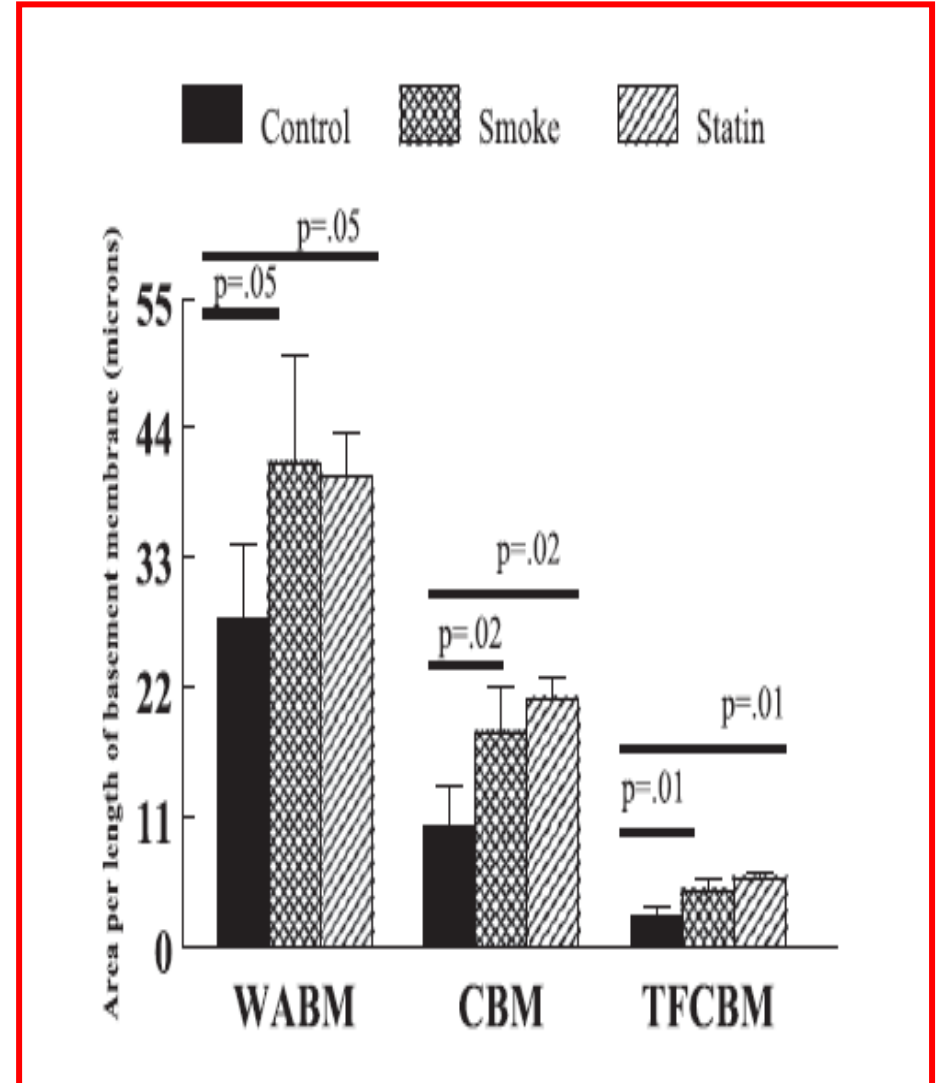 Control Smoke Statin
p=.05
p=.05
Area per length of basement membrane (microns)
55
44
33
22
11
0
p=.02
p=.02
p=.01
p=.01
WABM CBM TFCBM